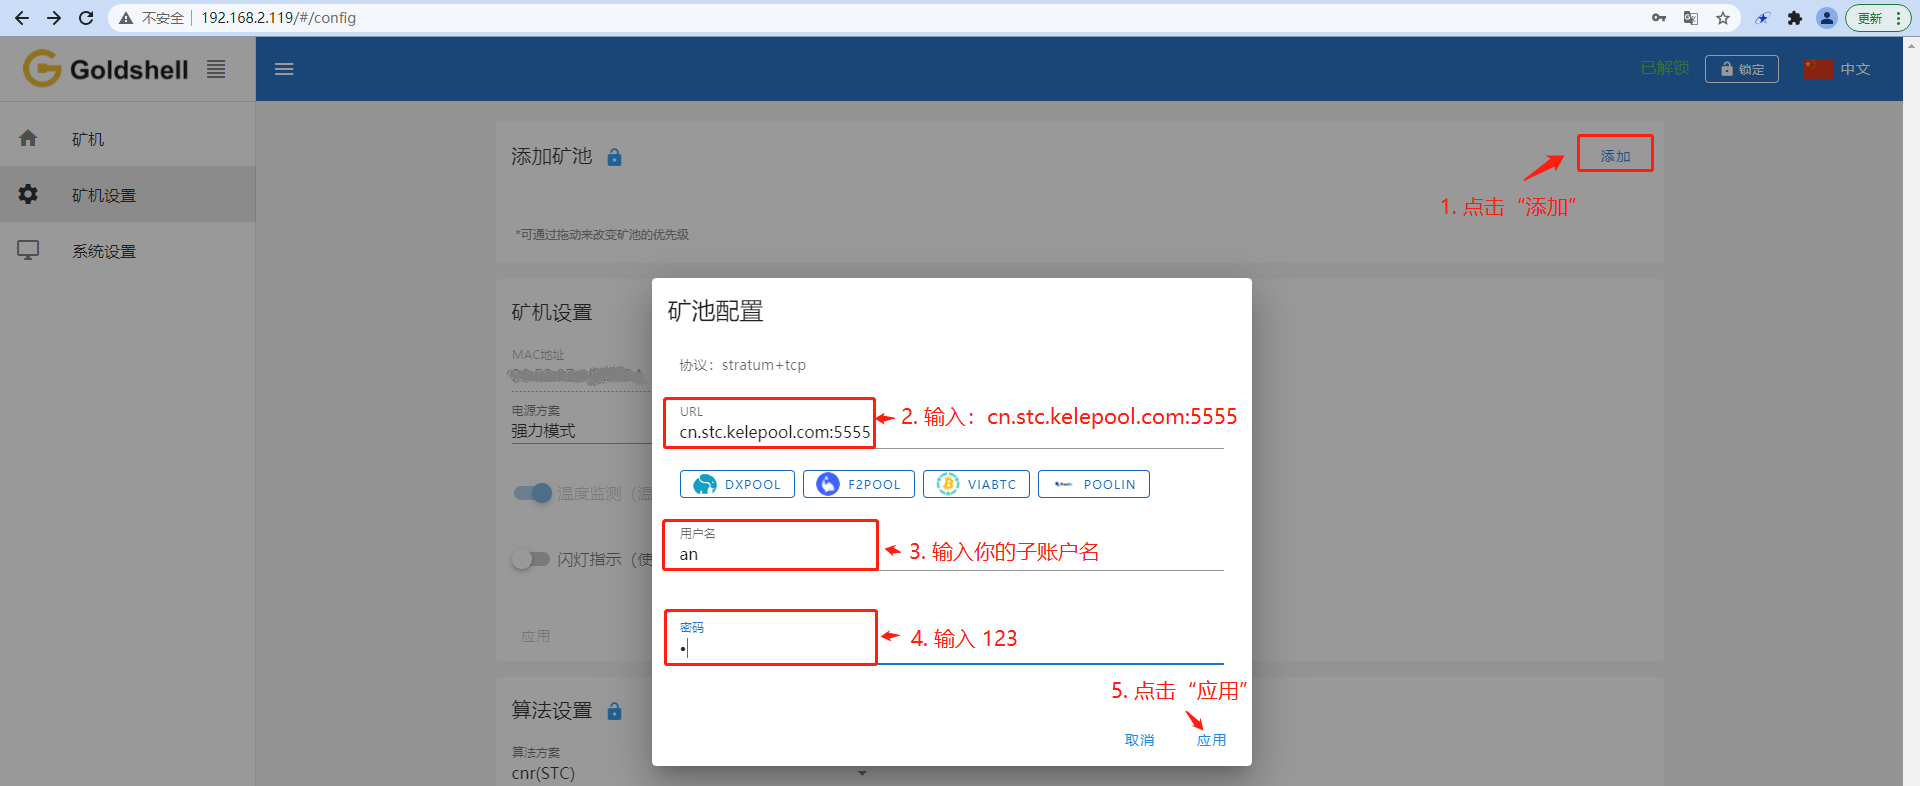 不安全 192.168.2.119/#/config
更新
Goldshell
已解锁
锁定
中文
矿机
矿机设置
系统设置
添加矿池
添加
1. 点击“添加”
*可通过拖动来改变矿池的优先级
矿机设置
MAC地址
电源方案
强力模式
温度监测（温
闪灯指示（使
应用
算法设置
算法方案
cnr(STC)
矿池配置
协议：stratum+tcp
URL
cn.stc.kelepool.com:5555
2. 输入：cn.stc.kelepool.com:5555
DXPOOL
F2POOL
VIABTC
POOLIN
用户名
an
3. 输入你的子账户名
密码
•
4. 输入 123
5. 点击“应用”
取消
应用